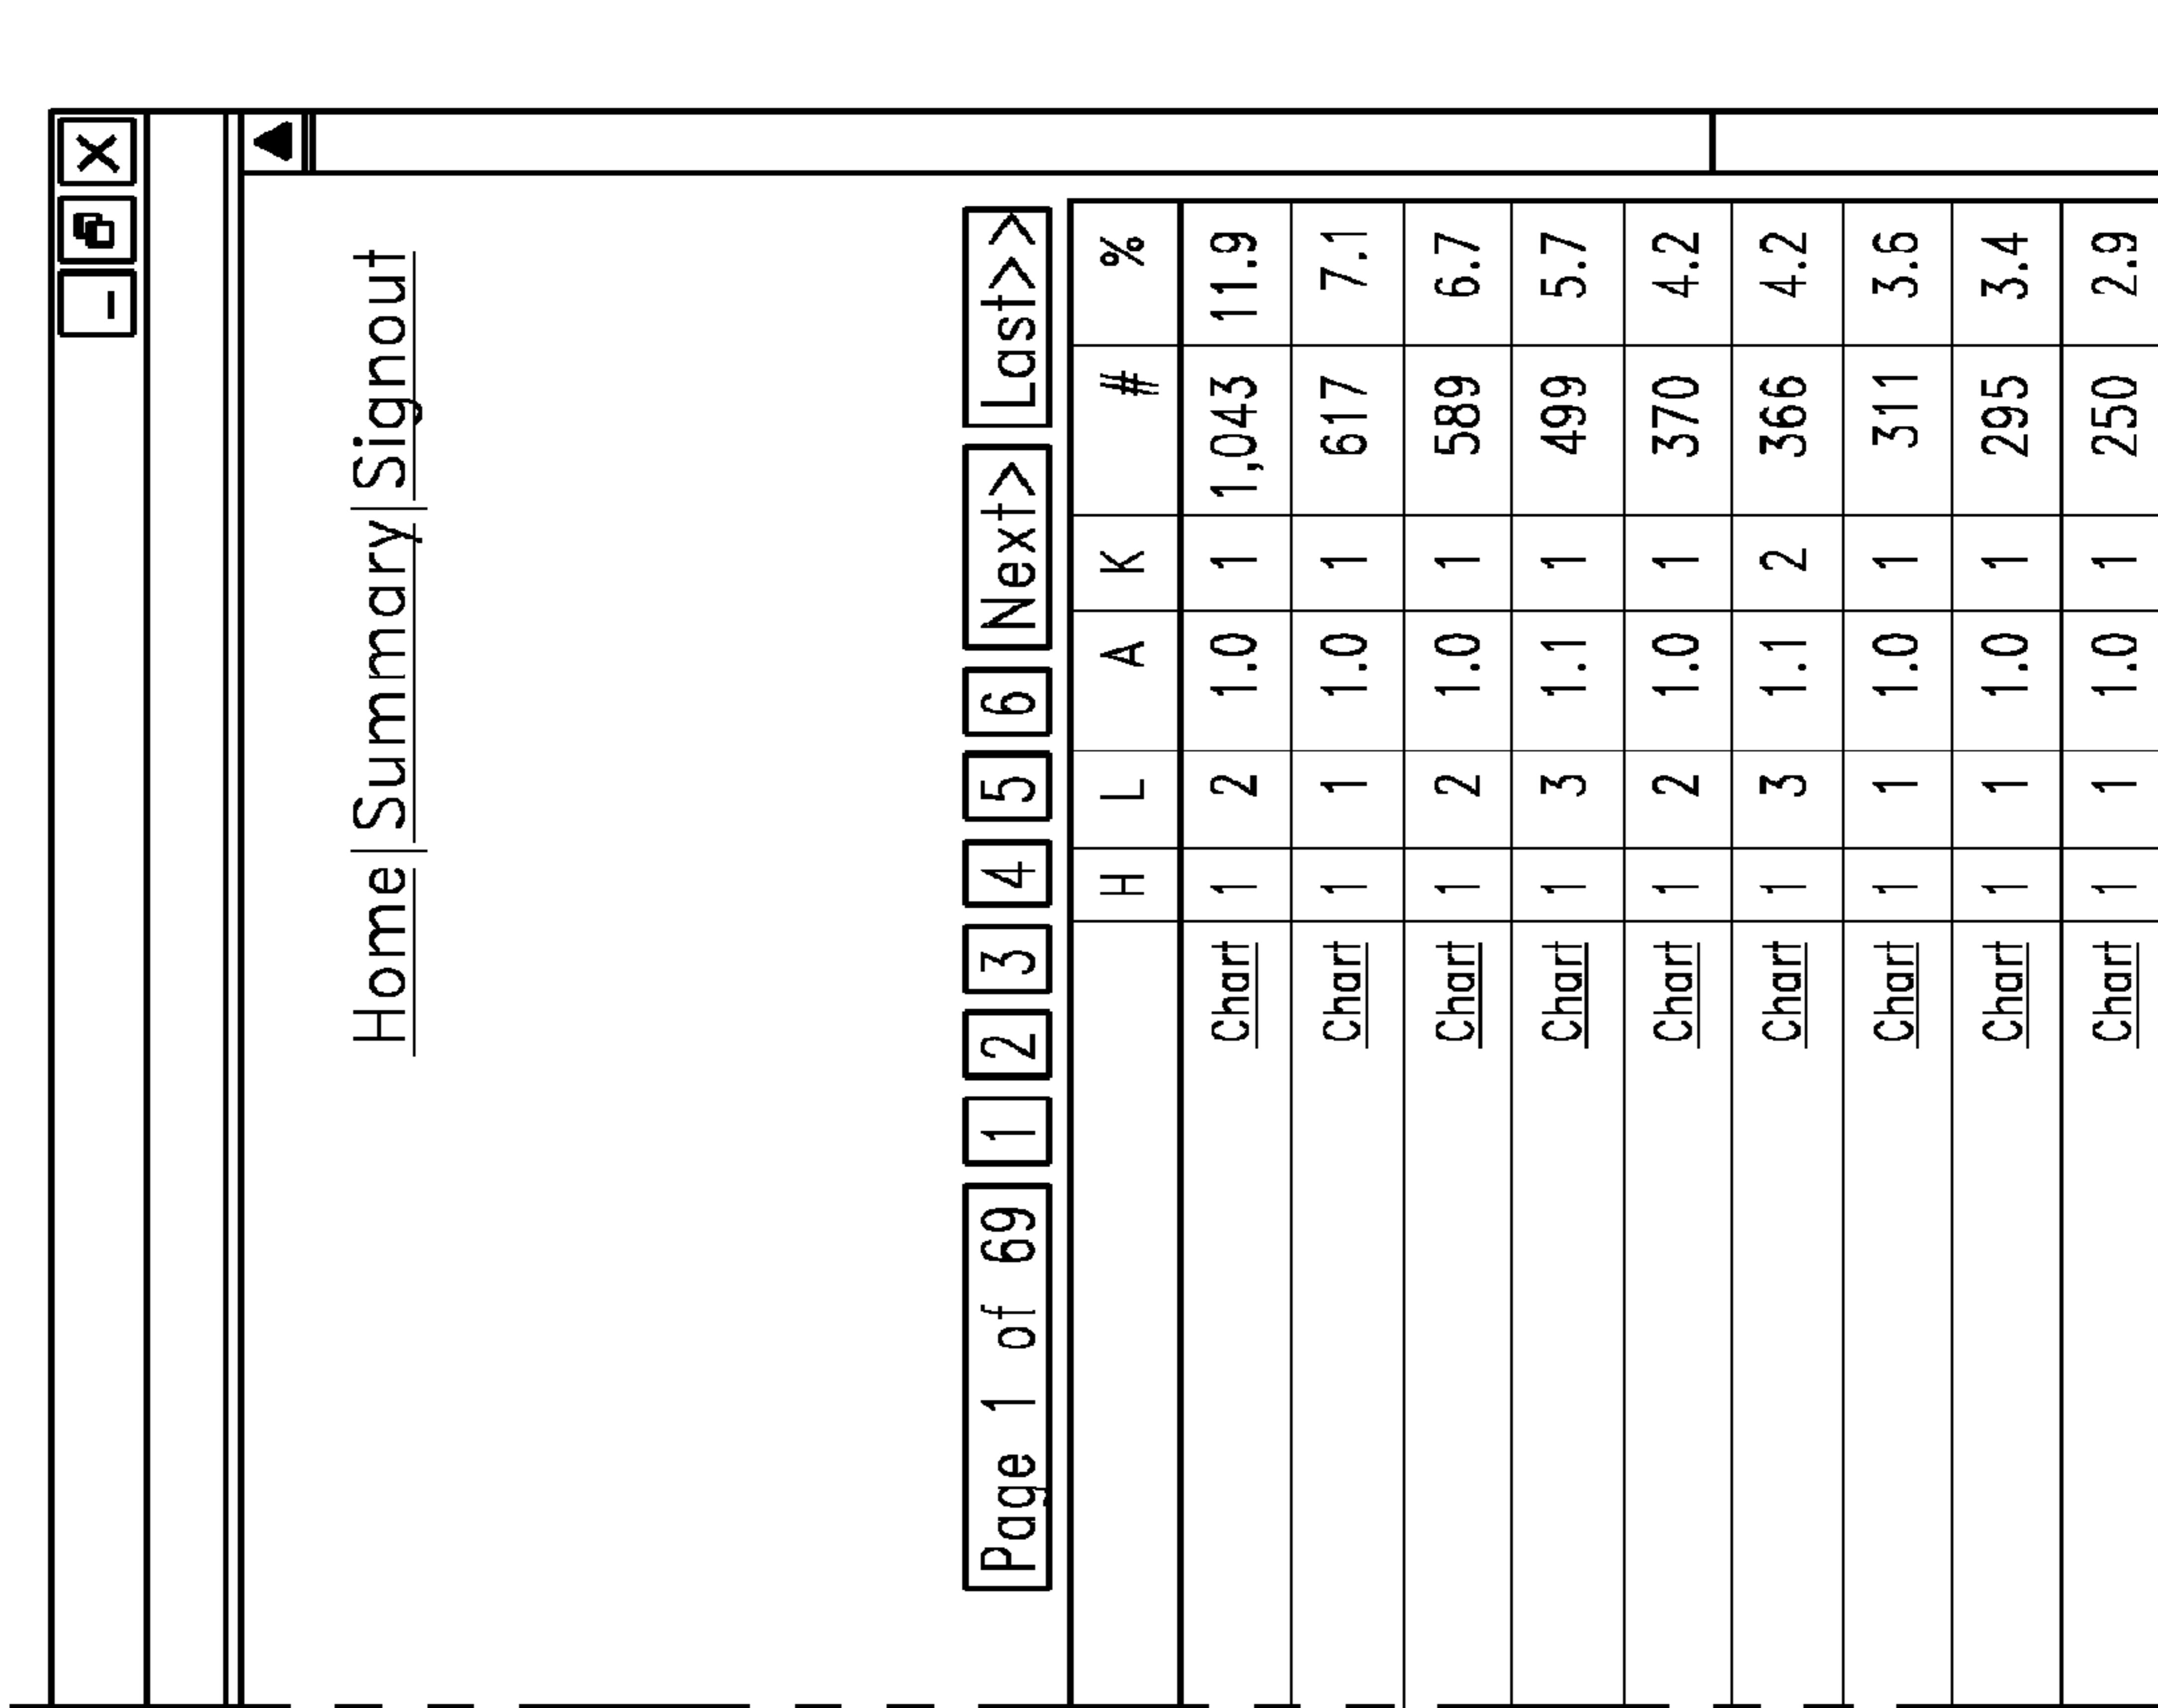 Home|Summary|Signout
Page 1 of 69 1 2 3 4 5 6 Next> Last>>
H L A K # %
Chart 1 2 1.0 1 1,043 11.9
Chart 1 1 1.0 1 617 7.1
Chart 1 2 1.0 1 589 6.7
Chart 1 3 1.1 1 499 5.7
Chart 1 2 1.0 1 370 4.2
Chart 1 3 1.1 2 366 4.2
Chart 1 1 1.0 1 311 3.6
Chart 1 1 1.0 1 295 3.4
Chart 1 1 1.0 1 250 2.9